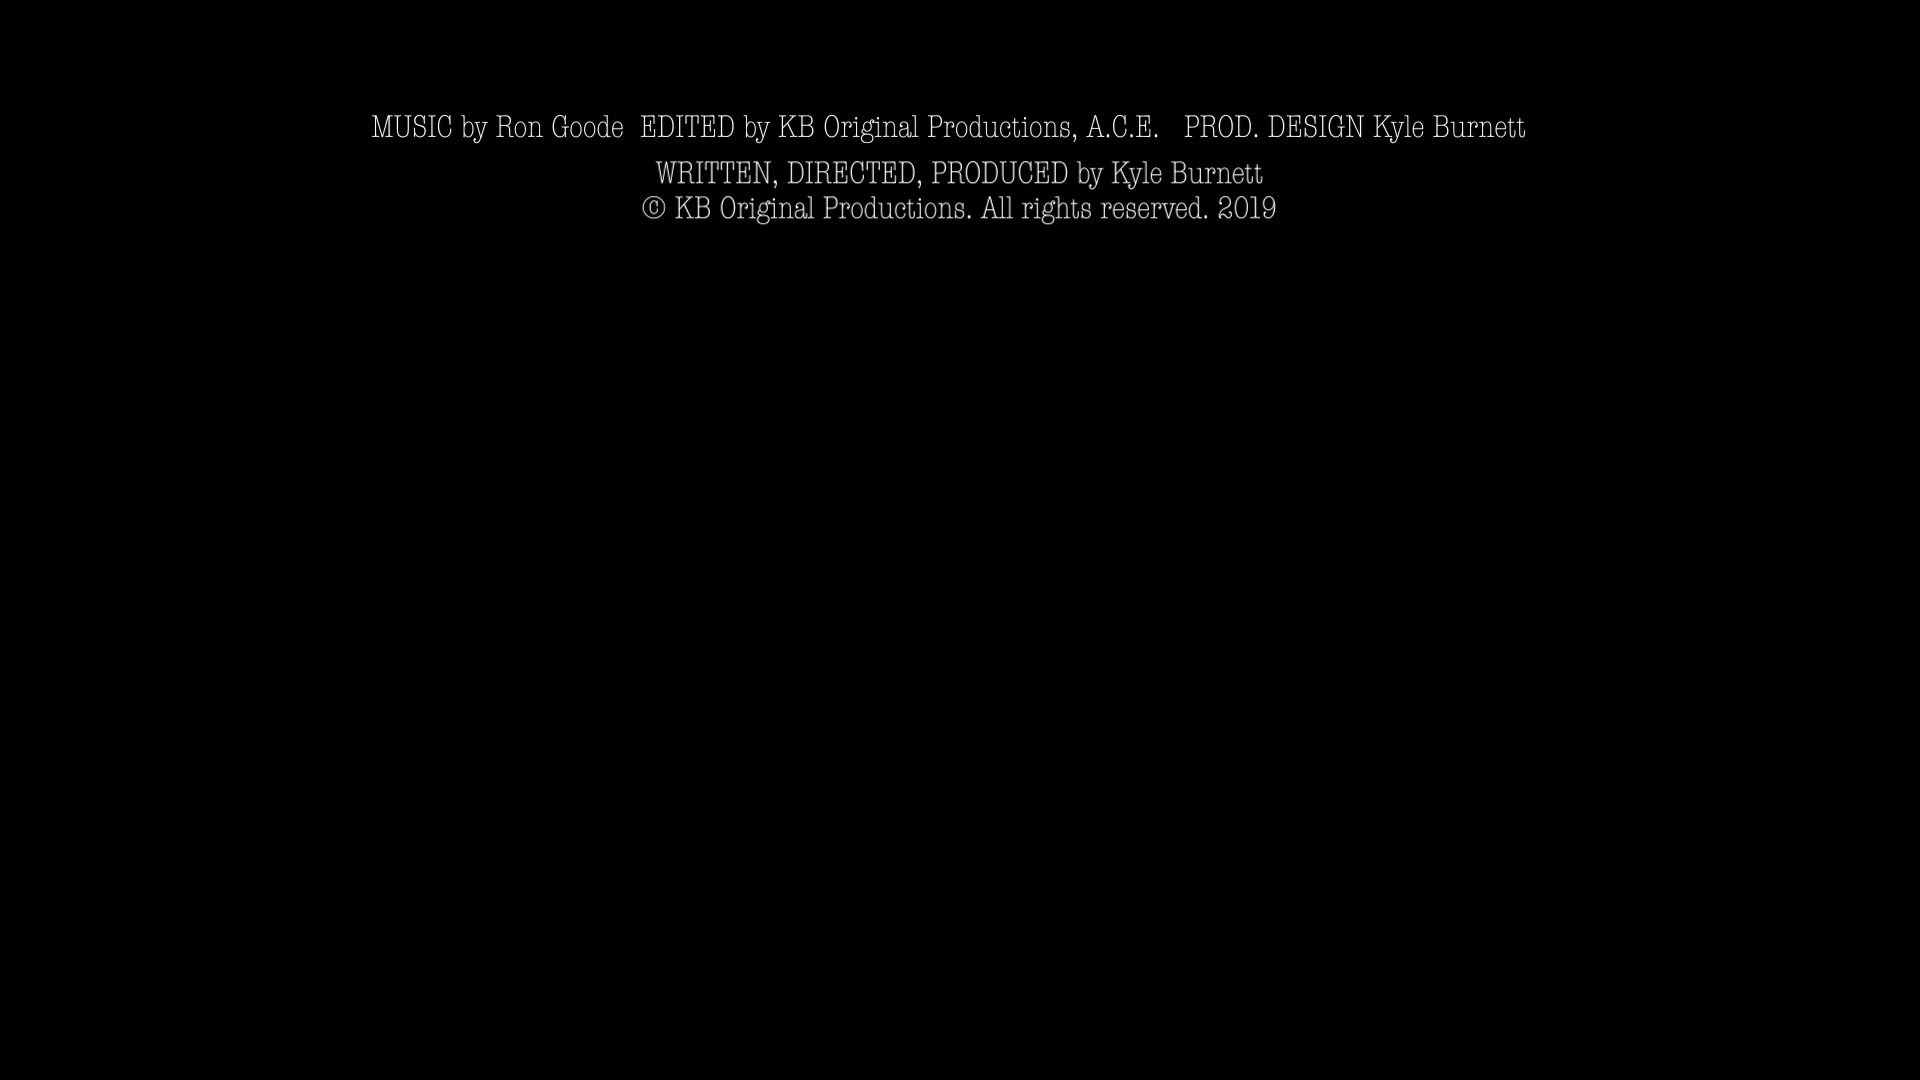 MUSIC by Ron Goode  EDITED by KB Original Productions, A.C.E.   PROD. DESIGN Kyle Burnett
WRITTEN, DIRECTED, PRODUCED by Kyle Burnett
© KB Original Productions. All rights reserved. 2019